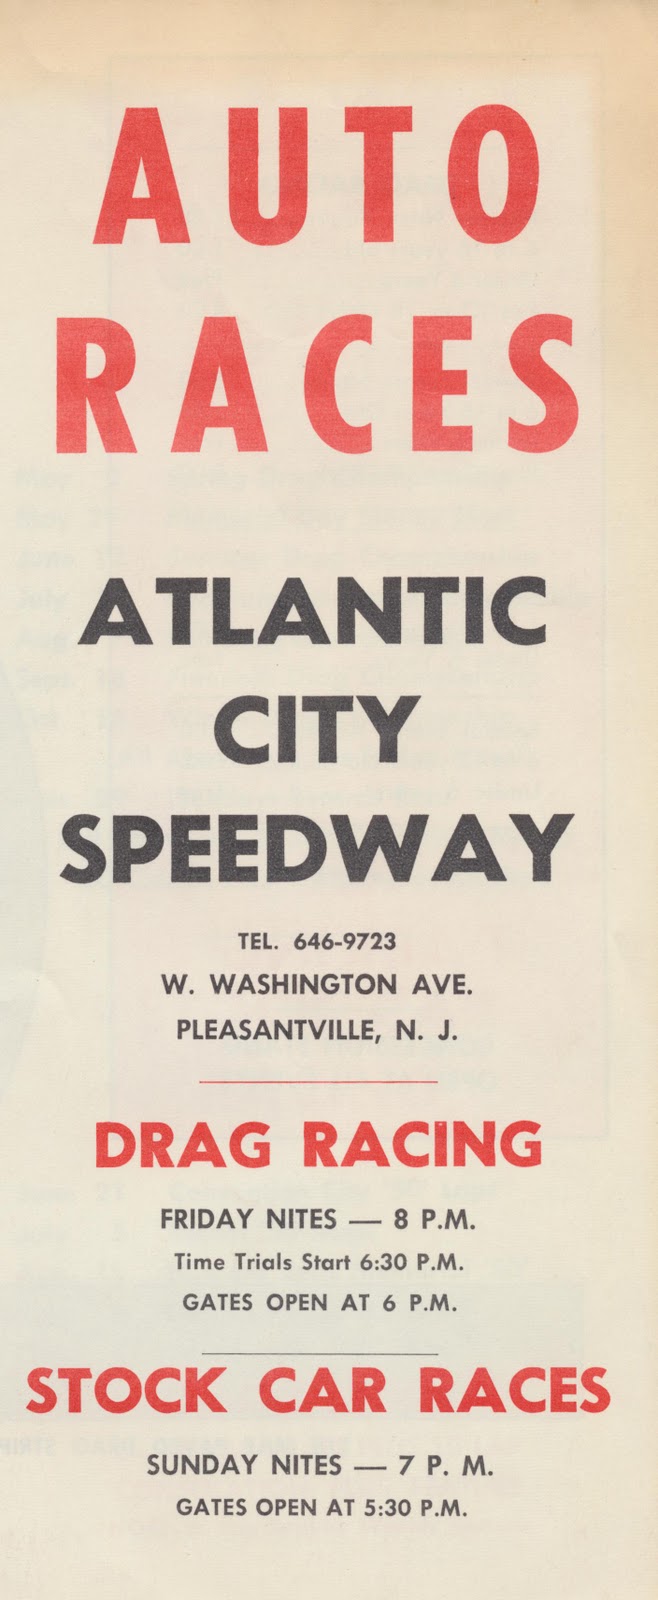 AUTO
RACES
ATLANTIC
CITY
SPEEDWAY
TEL. 646-9723
W. WASHINGTON AVE.
PLEASANTVILLE, N. J.
DRAG RACING
FRIDAY NITES — 8 P.M.
Time Trials Start 6:30 P.M.
GATES OPEN AT 6 P.M.
STOCK CAR RACES
SUNDAY NITES — 7 P. M.
GATES OPEN AT 5:30 P.M.